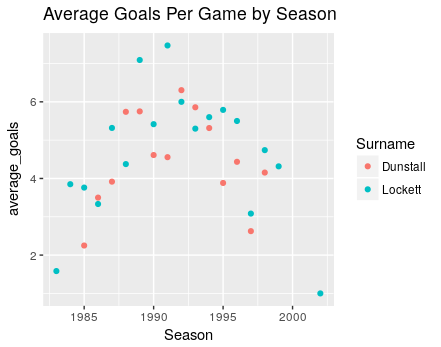 Average Goals Per Game by Season
average_goals
6
4
2
1985
1990
1995
2000
Season
Surname
Dunstall
Lockett